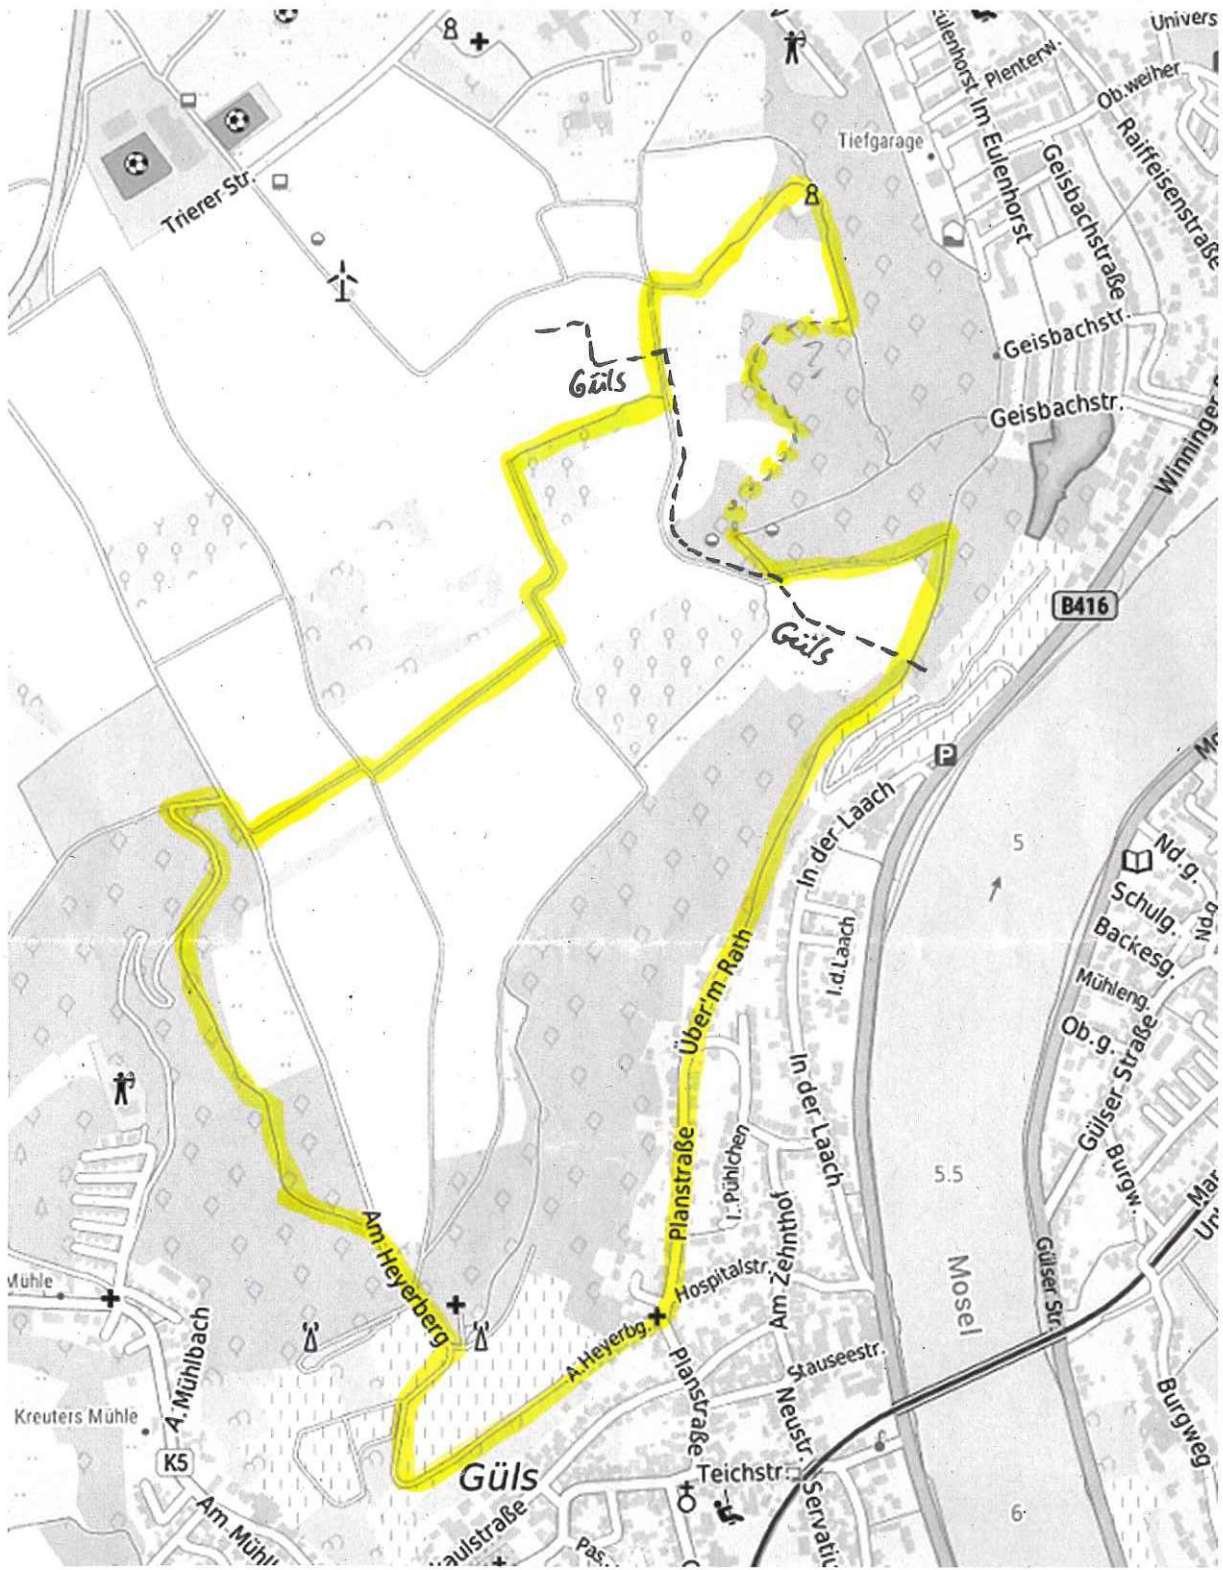 Univers
Eulenhorst
Plenterw.
Ob.weiher
Im Eulenhorst
Raiffeisenstraße
Tiefgarage
Geisbachstraße
Trierer Str.
Geisbachstr.
Güls
Geisbachstr.
Winninger
B416
Güls
P
In der Laach
5
Nd.g.
Schulg.
Nd.g
Backesg.
I.d.Laach
Mühleng.
Über'm Rath
Ob.g.
Gülser Straße
In der Laach
I. Pühlchen
Planstraße
Burgw.
5.5
Am Zehnthof
Am Heyerberg
Hospitalstr.
Gülser Str.
Mosel
Mühle
A.Heyerbg.
A. Mühlbach
Stauseestr.
Planstraße
Neustr.
Burgweg
Kreuters Mühle
K5
Güls
Teichstr.
Servatiu
6
Am Mühl
aulstraße
Pas.